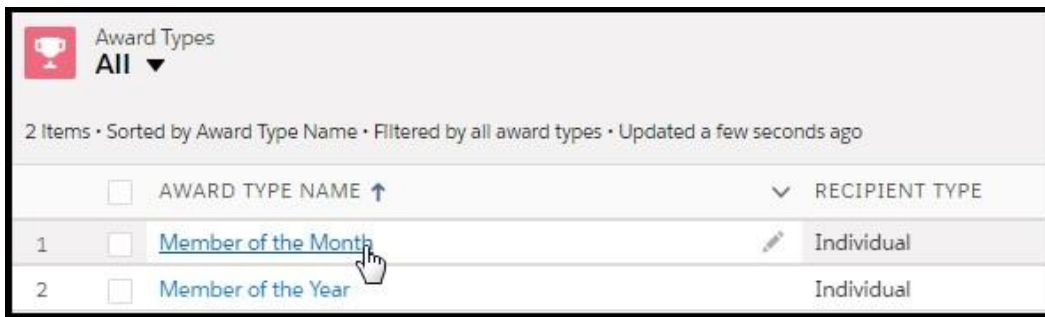 Award Types
All
2 Items • Sorted by Award Type Name • Filtered by all award types • Updated a few seconds ago
AWARD TYPE NAME ↑ RECIPIENT TYPE
1 Member of the Month Individual
2 Member of the Year Individual